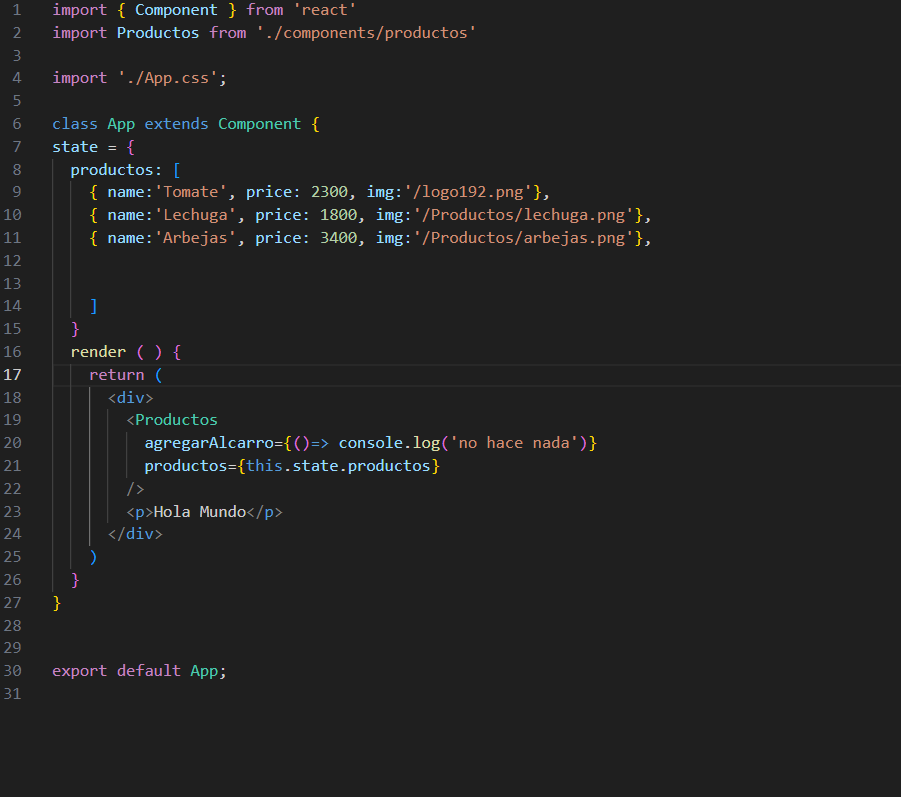 1 import { Component } from 'react'
2 import Productos from './components/productos'
3
4 import './App.css';
5
6 class App extends Component {
7 state = {
8   productos: [
9     { name:'Tomate', price: 2300, img:'/logo192.png'},
10     { name:'Lechuga', price: 1800, img:'/Productos/lechuga.png'},
11     { name:'Arbejas', price: 3400, img:'/Productos/arbejas.png'},
12
13
14     ]
15   }
16   render ( ) {
17     return (
18       <div>
19         <Productos
20           agregarAlcarro={()=> console.log('no hace nada')}
21           productos={this.state.productos}
22         />
23         <p>Hola Mundo</p>
24       </div>
25     )
26   }
27 }
28
29
30 export default App;
31